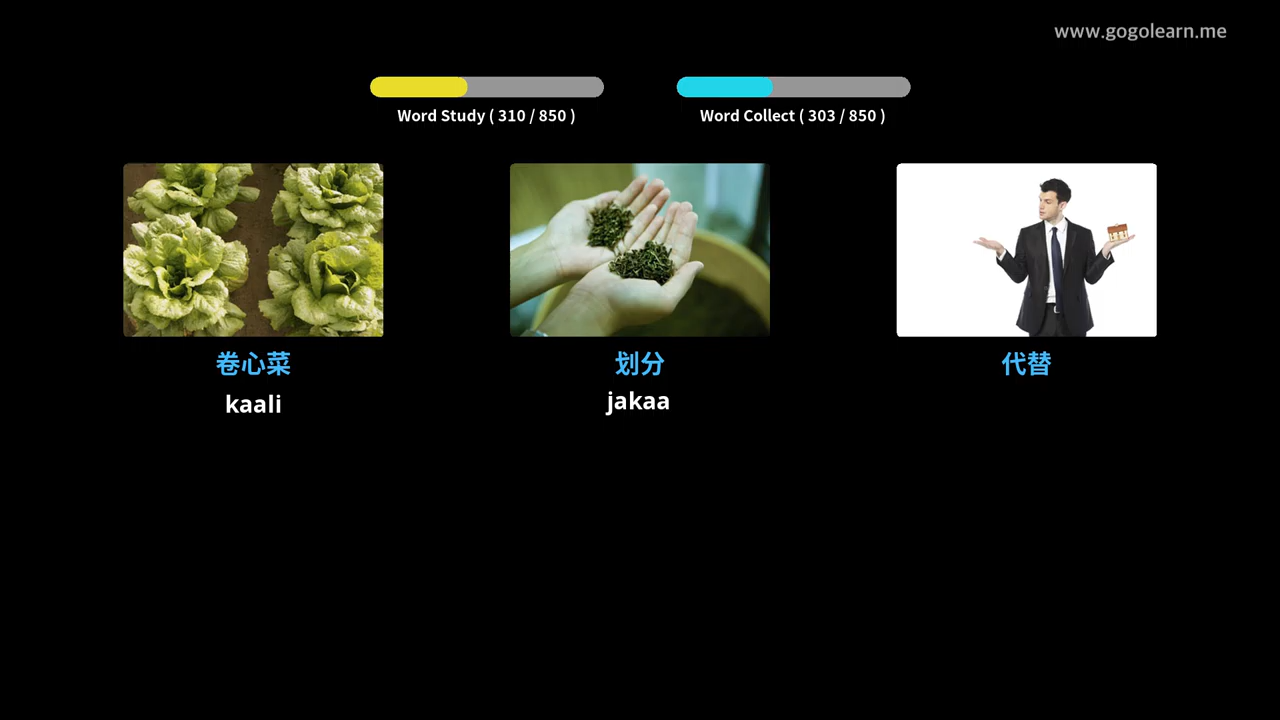 www.gogolearn.me
Word Study ( 310 / 850 )
Word Collect ( 303 / 850 )
卷心菜
划分
代替
kaali
jakaa